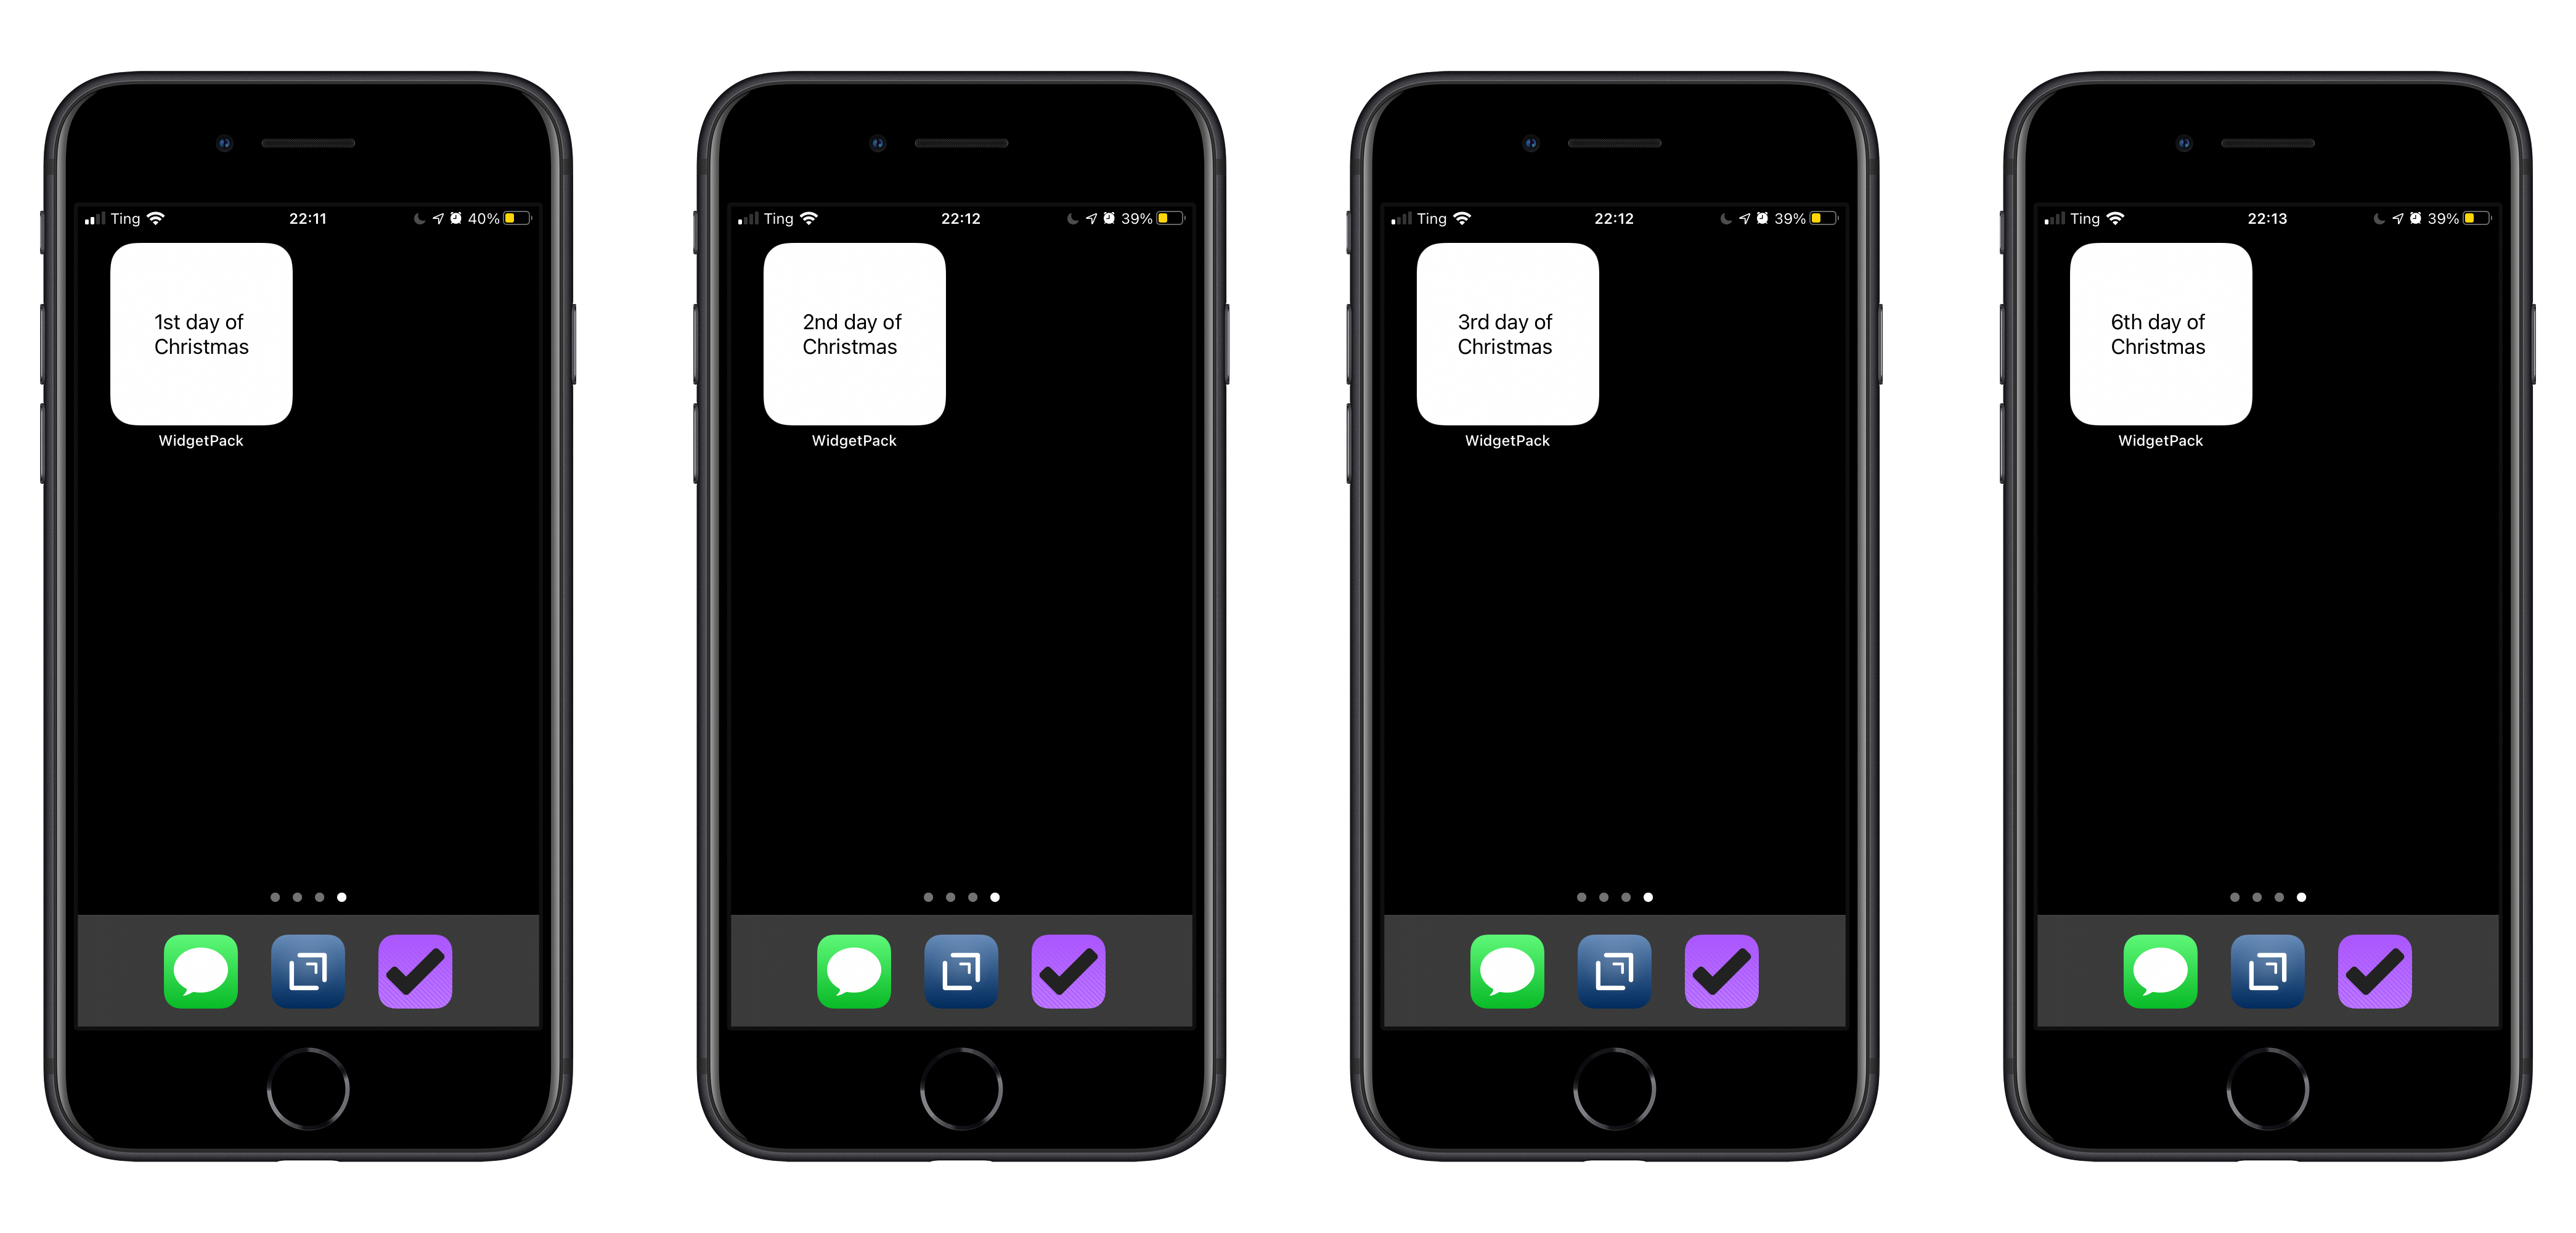 Ting 22:11 40%
1st day of
Christmas
WidgetPack
Ting 22:12 39%
2nd day of
Christmas
WidgetPack
Ting 22:12 39%
3rd day of
Christmas
WidgetPack
Ting 22:13 39%
6th day of
Christmas
WidgetPack